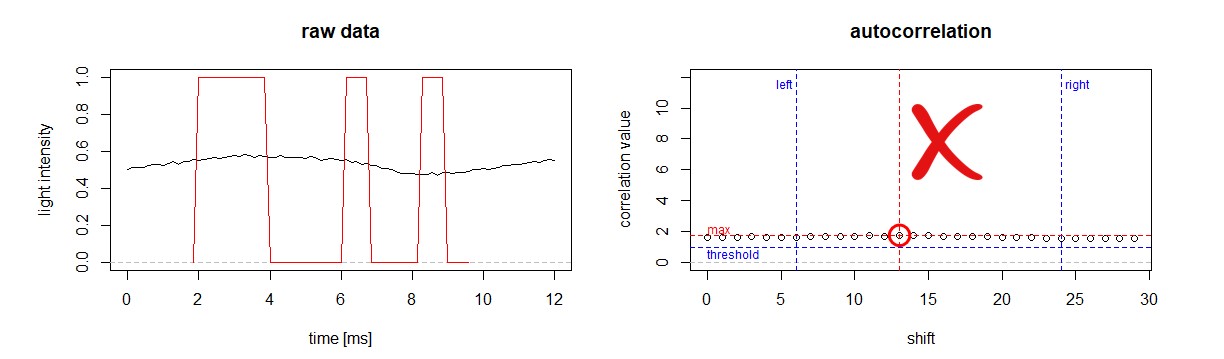 raw data
light intensity
1.0
0.8
0.6
0.4
0.2
0.0
0 2 4 6 8 10 12
time [ms]
autocorrelation
correlation value
10
8
6
4
2
0
left
right
max
threshold
0 5 10 15 20 25 30
shift